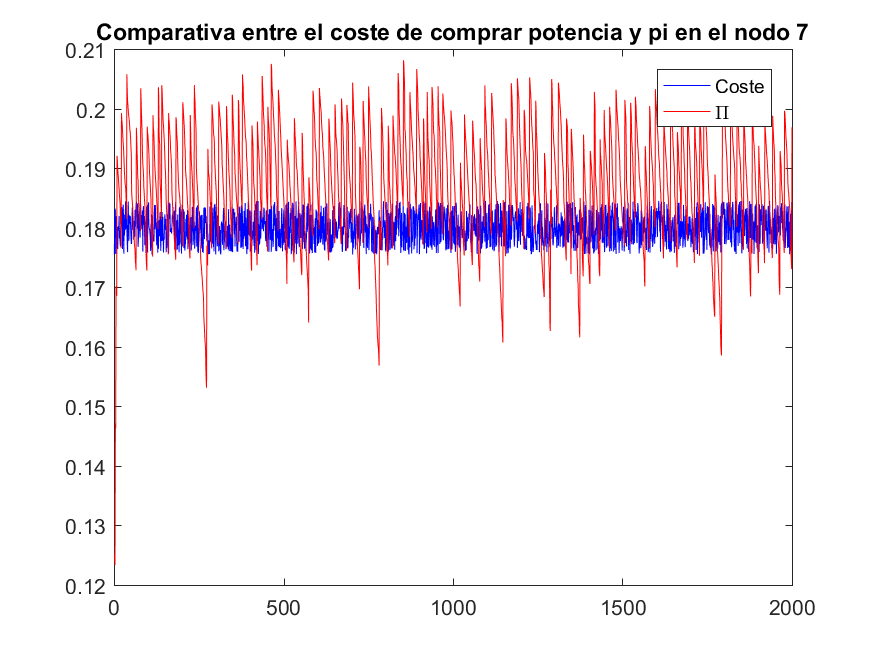 Comparativa entre el coste de comprar potencia y pi en el nodo 7
0.21
0.2
0.19
0.18
0.17
0.16
0.15
0.14
0.13
0.12
Coste
Π
0 500 1000 1500 2000